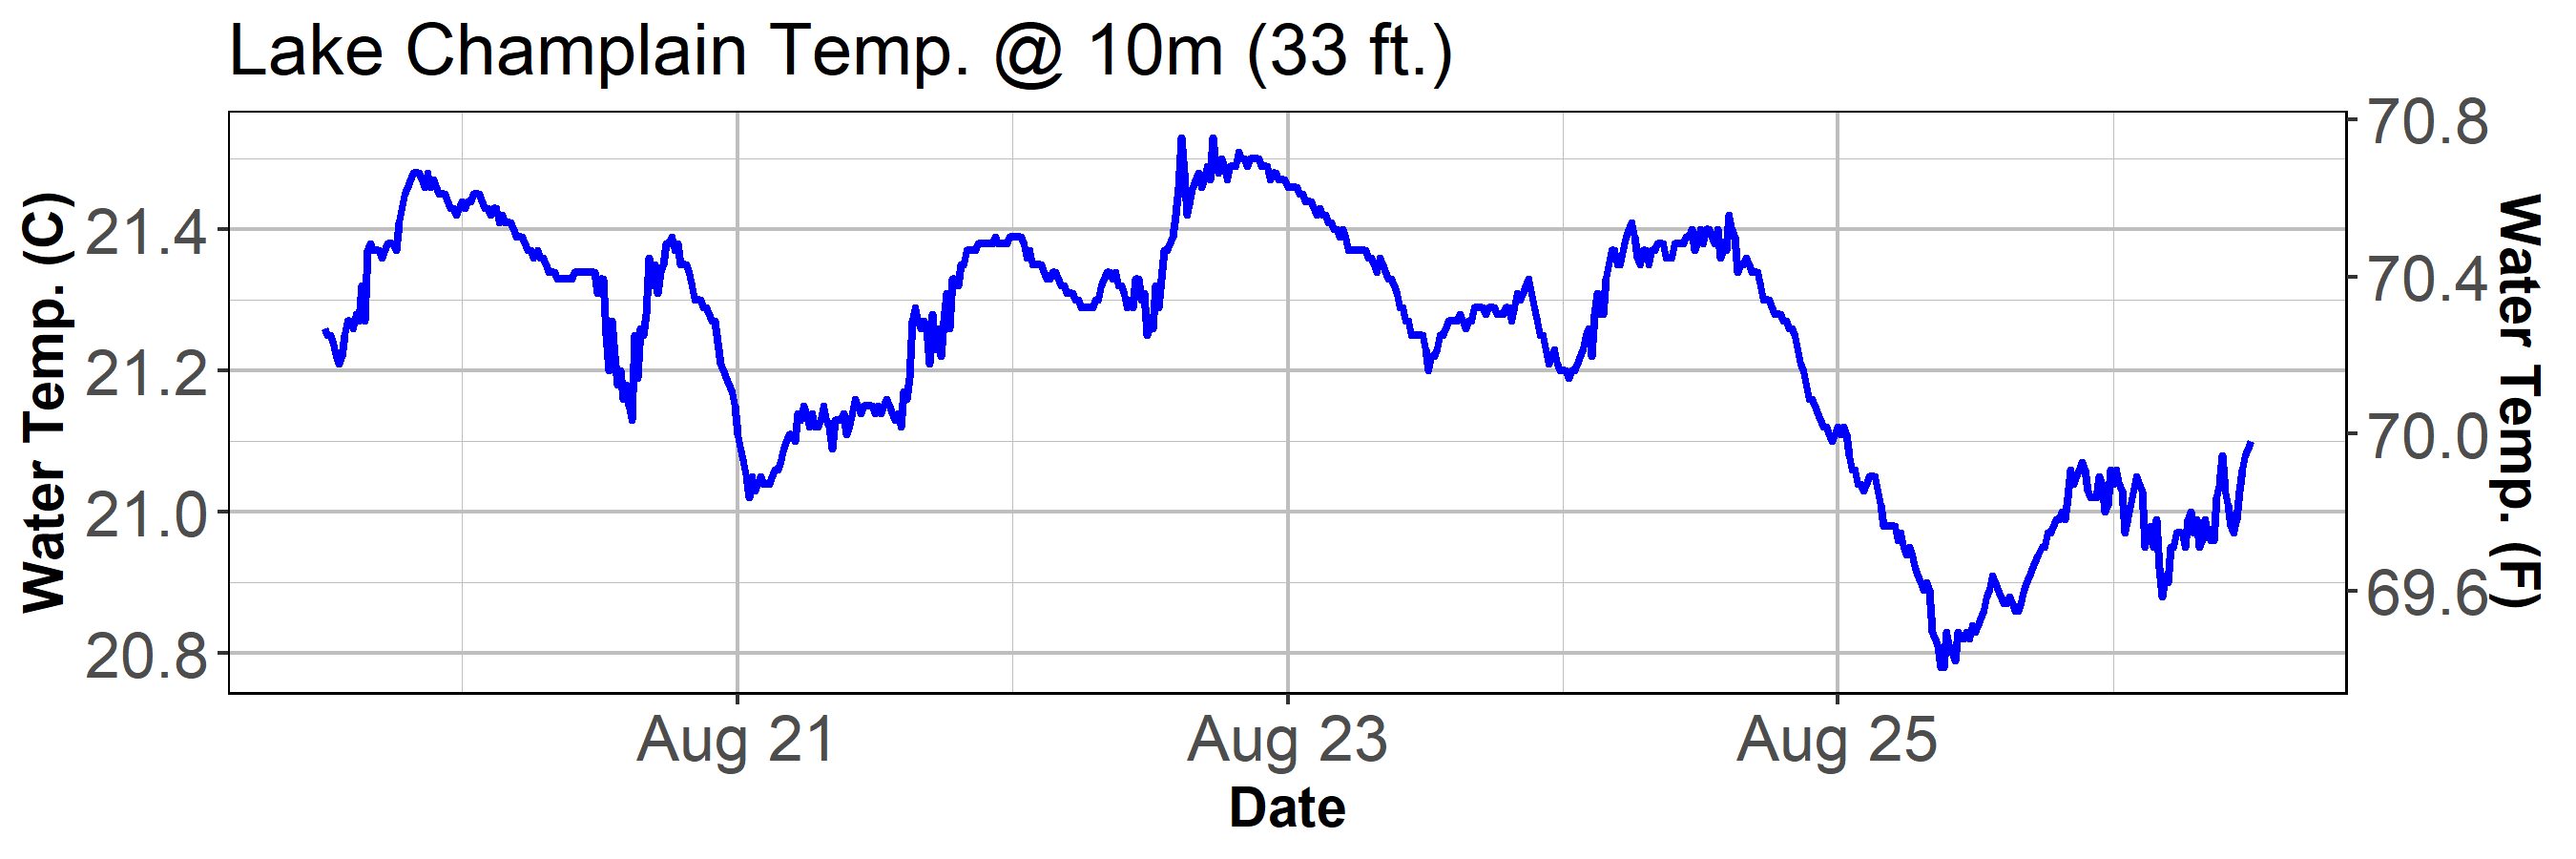 Lake Champlain Temp. @ 10m (33 ft.)
Water Temp. (C)
21.4
21.2
21.0
20.8
70.8
70.4
70.0
69.6
Water Temp. (F)
Aug 21
Aug 23
Aug 25
Date